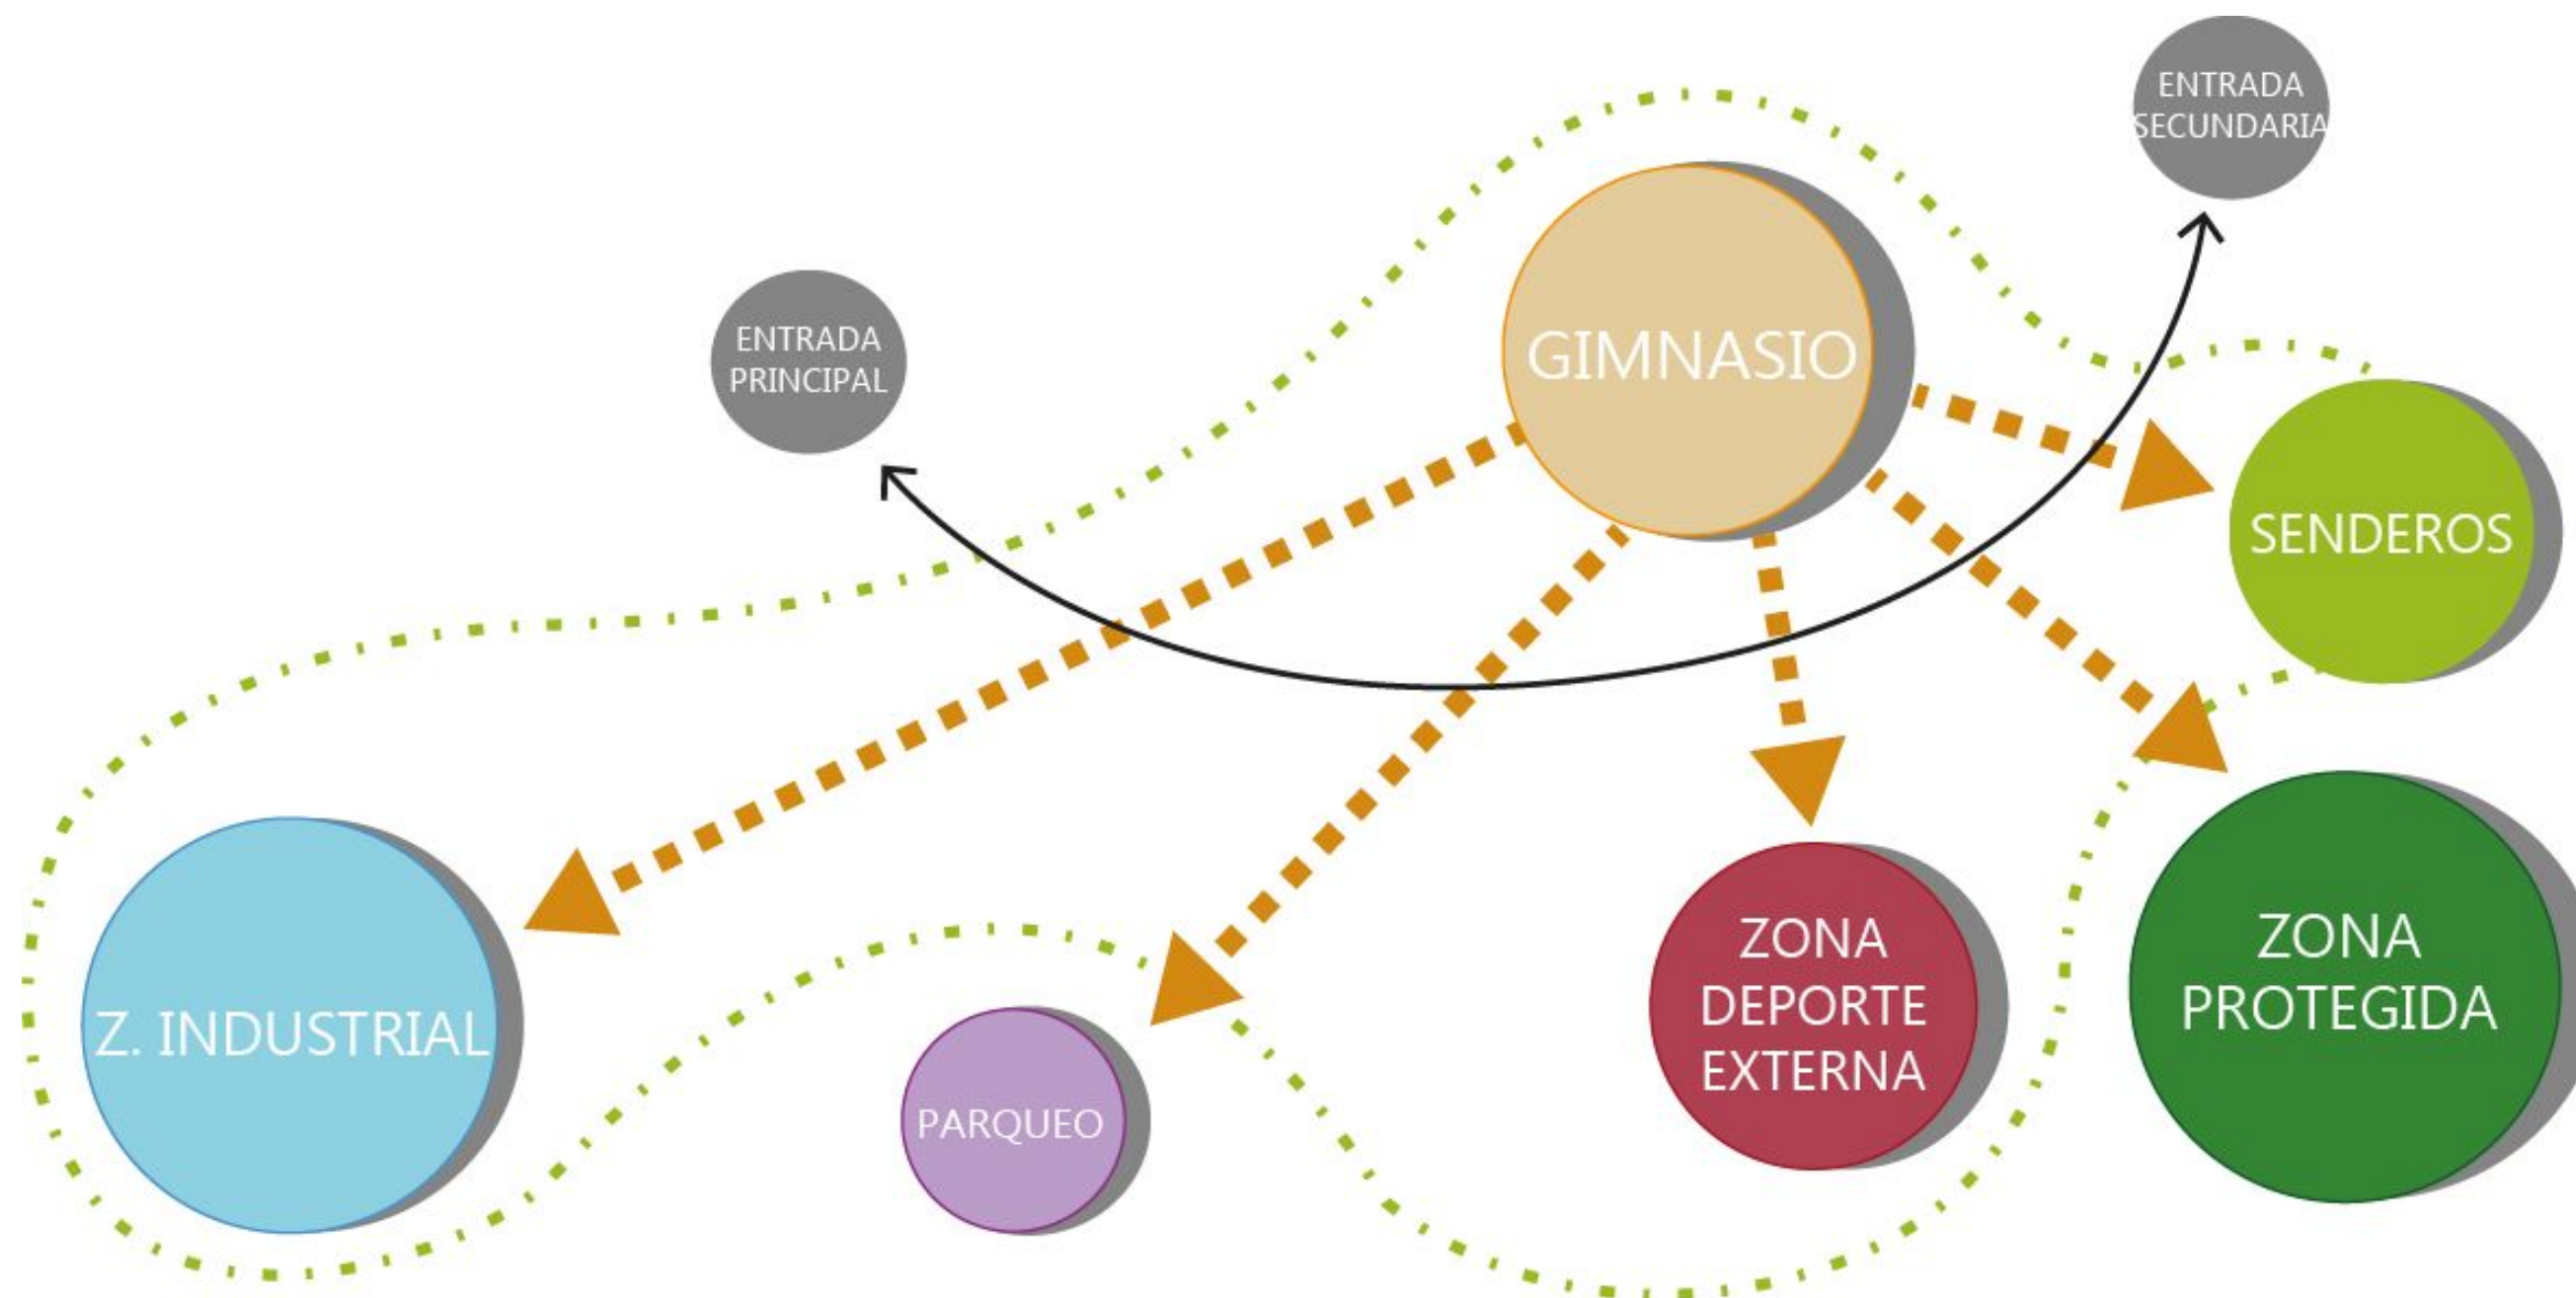 ENTRADA
SECUNDARIA
ENTRADA
PRINCIPAL
GIMNASIO
SENDEROS
Z. INDUSTRIAL
PARQUEO
ZONA
DEPORTE
EXTERNA
ZONA
PROTEGIDA